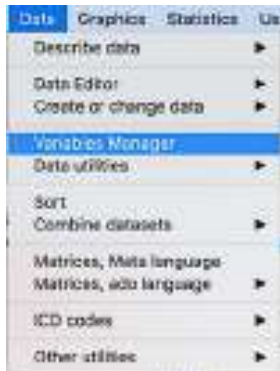 Data Graphics Statistics Us
Describe data
Data Editor
Create or change data
Variables Manager
Data utilities
Sort
Combine datasets
Matrices, Mata language
Matrices, ado language
ICD codes
Other utilities